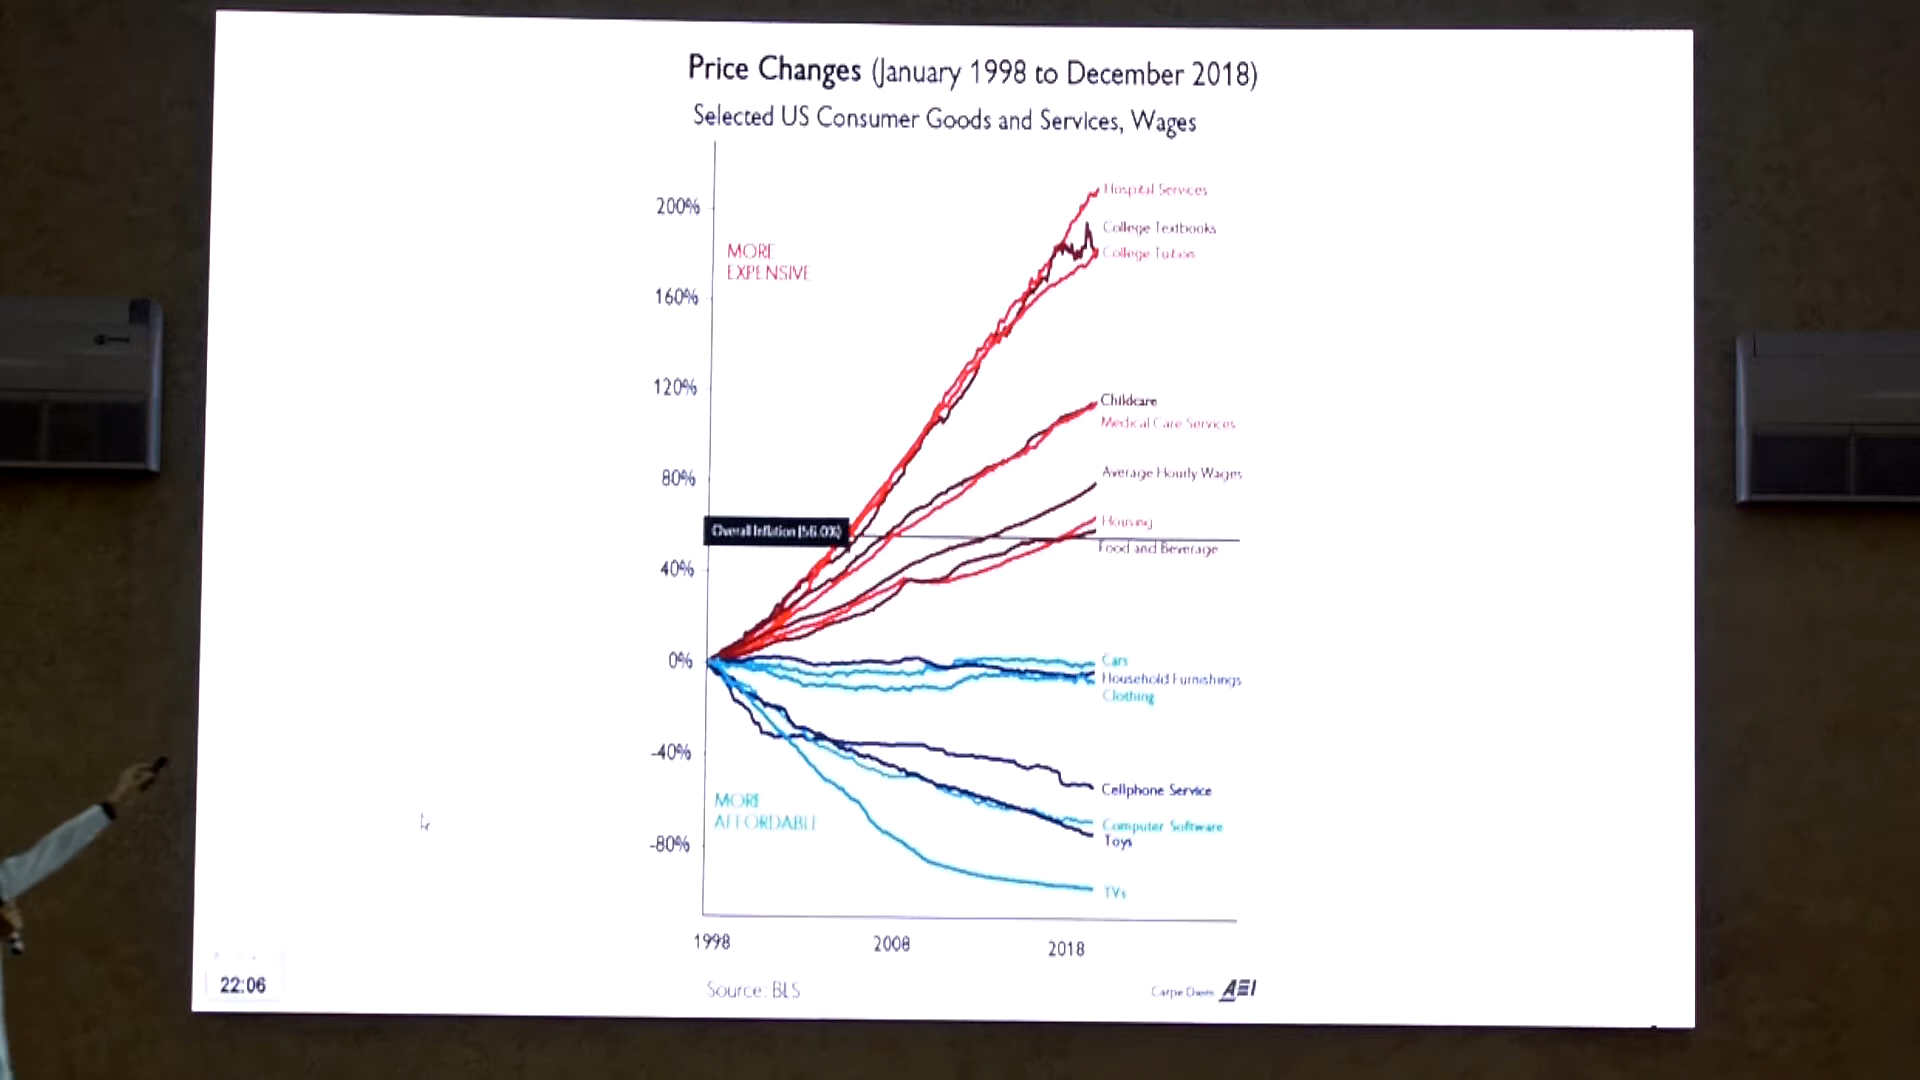 Price Changes (January 1998 to December 2018)
Selected US Consumer Goods and Services, Wages
200%
160%
120%
80%
40%
0%
-40%
-80%
MORE
EXPENSIVE
Overall Inflation (56.0%)
MORE
AFFORDABLE
Hospital Services
College Textbooks
College Tuition
Childcare
Medical Care Services
Average Hourly Wages
Housing
Food and Beverage
Cars
Household Furnishings
Clothing
Cellphone Service
Computer Software
Toys
TVs
1998
2008
2018
22:06
Source: BLS
Carpe Diem AEI